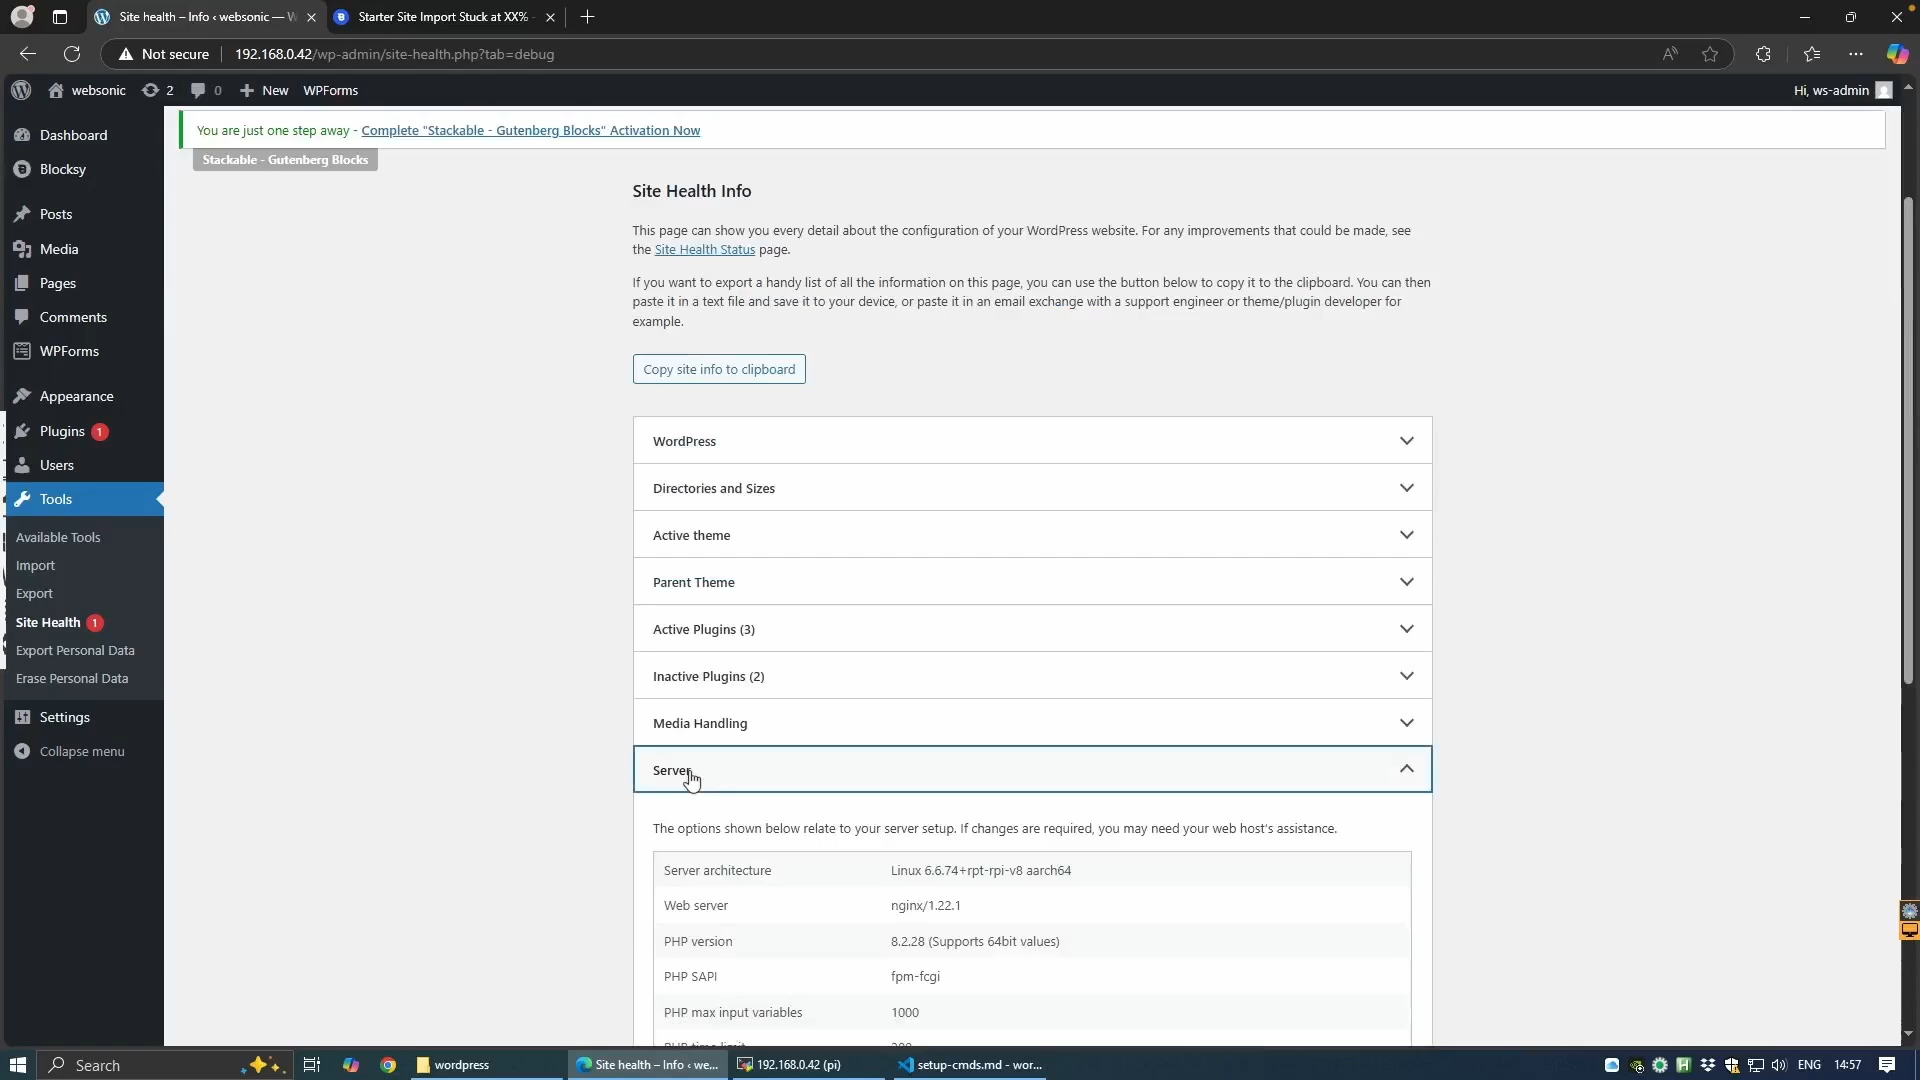 Site health – Info ‹ websonic — W
Starter Site Import Stuck at XX% -
Not secure
192.168.0.42/wp-admin/site-health.php?tab=debug
websonic
2
0
New
WPForms
Hi, ws-admin
Dashboard
Blocksy
Posts
Media
Pages
Comments
WPForms
Appearance
Plugins 1
Users
Tools
Available Tools
Import
Export
Site Health 1
Export Personal Data
Erase Personal Data
Settings
Collapse menu
You are just one step away - Complete "Stackable - Gutenberg Blocks" Activation Now
Stackable - Gutenberg Blocks
Site Health Info
This page can show you every detail about the configuration of your WordPress website. For any improvements that could be made, see
the Site Health Status page.
If you want to export a handy list of all the information on this page, you can use the button below to copy it to the clipboard. You can then
paste it in a text file and save it to your device, or paste it in an email exchange with a support engineer or theme/plugin developer for
example.
Copy site info to clipboard
WordPress
Directories and Sizes
Active theme
Parent Theme
Active Plugins (3)
Inactive Plugins (2)
Media Handling
Server
The options shown below relate to your server setup. If changes are required, you may need your web host's assistance.
Server architecture Linux 6.6.74+rpt-rpi-v8 aarch64
Web server nginx/1.22.1
PHP version 8.2.28 (Supports 64bit values)
PHP SAPI fpm-fcgi
PHP max input variables 1000
PHP time limit
Search
wordpress
Site health – Info ‹ we...
192.168.0.42 (pi)
setup-cmds.md - wor...
ENG
14:57